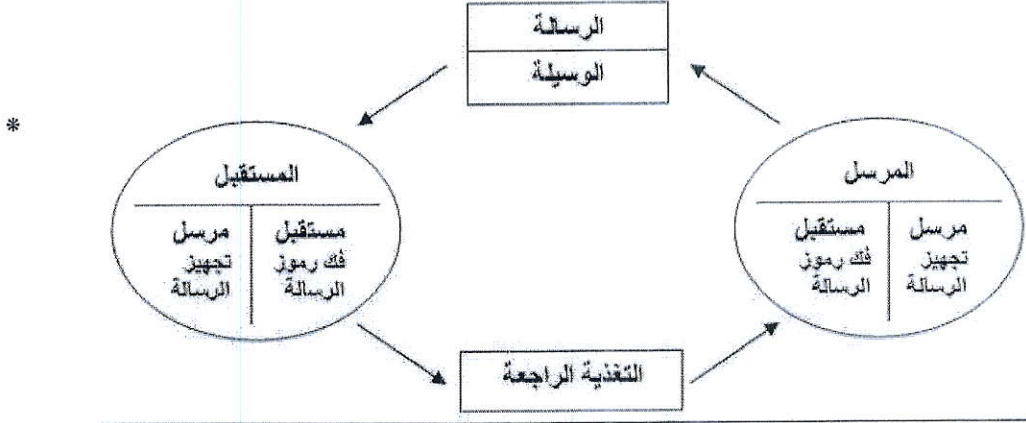 الرسالة
الوسيلة
*
المرسل
مرسل
تجهيز
الرسالة
مستقبل
فك رموز
الرسالة
المستقبل
مستقبل
فك رموز
الرسالة
مرسل
تجهيز
الرسالة
التغذية الراجعة